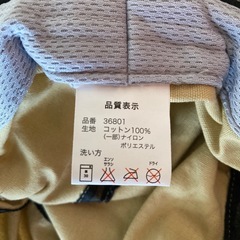 品質表示
品番 36801
生地 コットン100%
(一部)ナイロン
ポリエステル
洗い方
エンソ
サラシ
ドライ